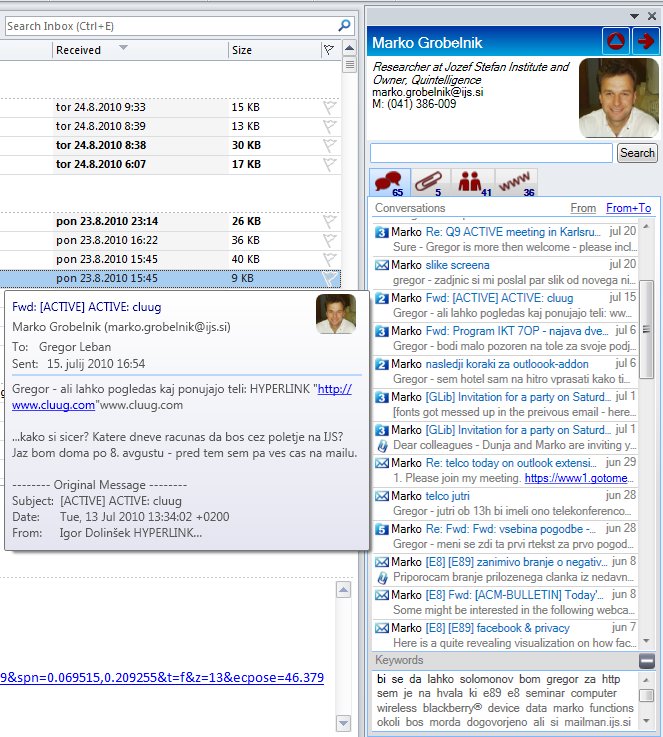 Search Inbox (Ctrl+E)
Received Size
tor 24.8.2010 9:33 15 KB
tor 24.8.2010 8:39 13 KB
tor 24.8.2010 8:38 30 KB
tor 24.8.2010 6:07 17 KB
pon 23.8.2010 23:14 26 KB
pon 23.8.2010 16:22 36 KB
pon 23.8.2010 15:45 40 KB
pon 23.8.2010 15:45 9 KB
Fwd: [ACTIVE] ACTIVE: cluug
Marko Grobelnik (marko.grobelnik@ijs.si)
To: Gregor Leban
Sent: 15. julij 2010 16:54
Gregor - ali lahko pogledas kaj ponujajo teli: HYPERLINK "http://
www.cluug.com"www.cluug.com
...kako si sicer? Katere dneve racunas da bos cez poletje na IJS?
Jaz bom doma po 8. avgustu - pred tem sem pa ves cas na mailu.
-------- Original Message --------
Subject: [ACTIVE] ACTIVE: cluug
Date: Tue, 13 Jul 2010 13:34:02 +0200
From: Igor Dolinšek HYPERLINK...
9&spn=0.069515,0.209255&t=f&z=13&ecpose=46.379
Marko Grobelnik
Researcher at Jozef Stefan Institute and
Owner, Quintelligence
marko.grobelnik@ijs.si
M: (041) 386-009
Search
65 5 41 www 36
Conversations From From+To
3 Marko Re: Q9 ACTIVE meeting in Karlsru... jul 20
Sure - Gregor is more then welcome - please incl...
Marko slike screena jul 20
gregor - zadnjic si mi poslal par slik od novega ni...
2 Marko Fwd: [ACTIVE] ACTIVE: cluug jul 15
Gregor - ali lahko pogledas kaj ponujajo teli: ww...
3 Marko Fwd: Program IKT 7OP - najava dve... jul 6
Gregor - bodi malo pozoren na tole za svoje podj...
2 Marko nasledji koraki za outloook-addon jul 6
Gregor - sem hotel sam na hitro vprasati kako ti...
3 Marko [GLib] Invitation for a party on Saturd... jul 1
[fonts got messed up in the preivous email - here...
3 Marko [GLib] Invitation for a party on Saturd... jul 1
Dear colleagues - Dunja and Marko are inviting y...
Marko Re: telco today on outlook extensi... jun 29
1. Please join my meeting. https://www1.gotome...
Marko telco jutri jun 28
Gregor - jutri ob 13h bi imeli ono telekonferenco...
5 Marko Re: Fwd: Fwd: vsebina pogodbe -... jun 28
Gregor - meni se zdi ta prvi rtekst za prvo pogod...
Marko [E8] [E89] zanimivo branje o negativ... jun 8
Priporocam branje prilozenega clanka iz nedavn...
Marko [E8] Fwd: [ACM-BULLETIN] Today'... jun 8
Some might be interested in the following webca...
Marko [E8] [E89] facebook & privacy jun 7
Here is a quite revealing visualization on how fac...
Keywords
bi se da lahko solomonov bom gregor za http
sem je na hvala ki e89 e8 seminar computer
wireless blackberry® device data marko functions
okoli bos morda dogovorjeno ali si mailman.ijs.si